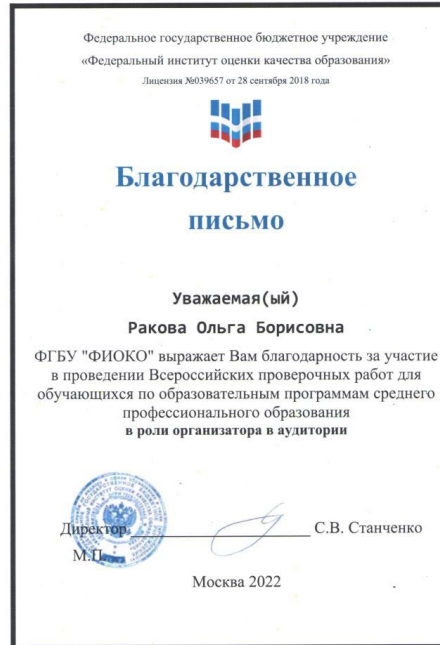 Федеральное государственное бюджетное учреждение
«Федеральный институт оценки качества образования»
Лицензия №039657 от 28 сентября 2018 года
Благодарственное
письмо
Уважаемая(ый)
Ракова Ольга Борисовна
ФГБУ "ФИОКО" выражает Вам благодарность за участие
в проведении Всероссийских проверочных работ для
обучающихся по образовательным программам среднего
профессионального образования
в роли организатора в аудитории
Директор С.В. Станченко
М.П.
Москва 2022